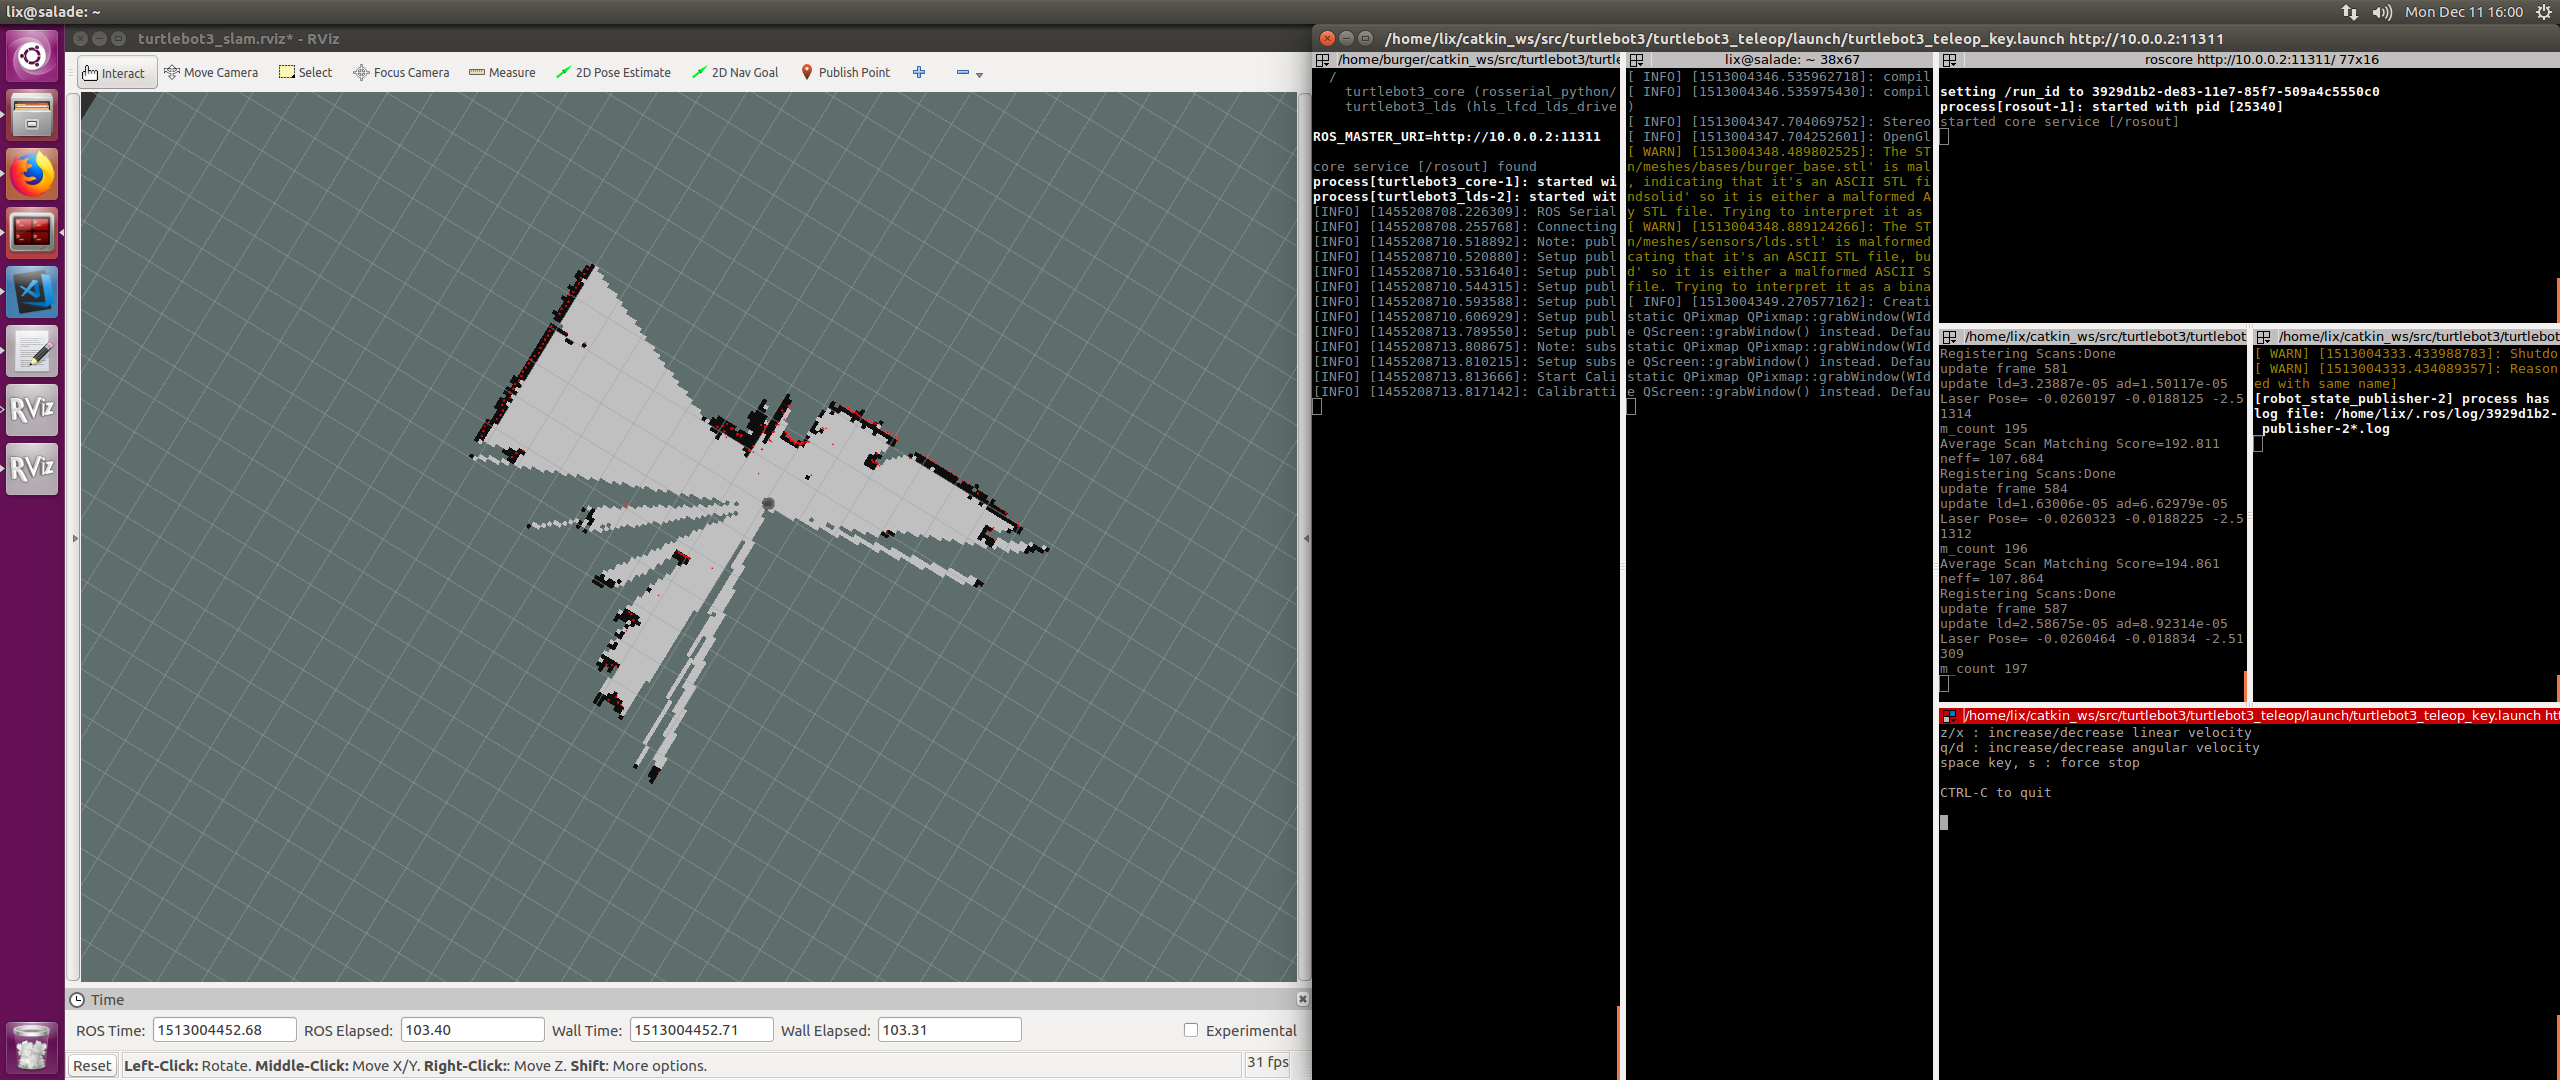 lix@salade: ~
Mon Dec 11 16:00
turtlebot3_slam.rviz* - RViz
Interact
Move Camera
Select
Focus Camera
Measure
2D Pose Estimate
2D Nav Goal
Publish Point
RViz
RViz
Time
ROS Time: 1513004452.68 ROS Elapsed: 103.40 Wall Time: 1513004452.71 Wall Elapsed: 103.31 Experimental
Reset Left-Click: Rotate. Middle-Click: Move X/Y. Right-Click:: Move Z. Shift: More options. 31 fps
/home/lix/catkin_ws/src/turtlebot3/turtlebot3_teleop/launch/turtlebot3_teleop_key.launch http://10.0.0.2:11311
/home/burger/catkin_ws/src/turtlebot3/turtle
/
turtlebot3_core (rosserial_python/
turtlebot3_lds (hls_lfcd_lds_drive
ROS_MASTER_URI=http://10.0.0.2:11311
core service [/rosout] found
process[turtlebot3_core-1]: started wi
process[turtlebot3_lds-2]: started wit
[INFO] [1455208708.226309]: ROS Serial
[INFO] [1455208708.255768]: Connecting
[INFO] [1455208710.518892]: Note: publ
[INFO] [1455208710.520880]: Setup publ
[INFO] [1455208710.531640]: Setup publ
[INFO] [1455208710.544315]: Setup publ
[INFO] [1455208710.593588]: Setup publ
[INFO] [1455208710.606929]: Setup publ
[INFO] [1455208713.789550]: Setup publ
[INFO] [1455208713.808675]: Note: subs
[INFO] [1455208713.810215]: Setup subs
[INFO] [1455208713.813666]: Start Cali
[INFO] [1455208713.817142]: Calibratti
lix@salade: ~ 38x67
[ INFO] [1513004346.535962718]: compil
[ INFO] [1513004346.535975430]: compil
)
[ INFO] [1513004347.704069752]: Stereo
[ INFO] [1513004347.704252601]: OpenGl
[ WARN] [1513004348.489802525]: The ST
n/meshes/bases/burger_base.stl' is mal
, indicating that it's an ASCII STL fi
ndsolid' so it is either a malformed A
y STL file. Trying to interpret it as
[ WARN] [1513004348.889124266]: The ST
n/meshes/sensors/lds.stl' is malformed
cating that it's an ASCII STL file, bu
d' so it is either a malformed ASCII S
file. Trying to interpret it as a bina
[ INFO] [1513004349.270577162]: Creati
static QPixmap QPixmap::grabWindow(WId
e QScreen::grabWindow() instead. Defau
static QPixmap QPixmap::grabWindow(WId
e QScreen::grabWindow() instead. Defau
static QPixmap QPixmap::grabWindow(WId
e QScreen::grabWindow() instead. Defau
roscore http://10.0.0.2:11311/ 77x16
setting /run_id to 3929d1b2-de83-11e7-85f7-509a4c5550c0
process[rosout-1]: started with pid [25340]
started core service [/rosout]
/home/lix/catkin_ws/src/turtlebot3/turtlebot
Registering Scans:Done
update frame 581
update ld=3.23887e-05 ad=1.50117e-05
Laser Pose= -0.0260197 -0.0188125 -2.5
1314
m_count 195
Average Scan Matching Score=192.811
neff= 107.684
Registering Scans:Done
update frame 584
update ld=1.63006e-05 ad=6.62979e-05
Laser Pose= -0.0260323 -0.0188225 -2.5
1312
m_count 196
Average Scan Matching Score=194.861
neff= 107.864
Registering Scans:Done
update frame 587
update ld=2.58675e-05 ad=8.92314e-05
Laser Pose= -0.0260464 -0.018834 -2.51
309
m_count 197
/home/lix/catkin_ws/src/turtlebot3/turtlebot
[ WARN] [1513004333.433988783]: Shutdo
[ WARN] [1513004333.434089357]: Reason
ed with same name]
[robot_state_publisher-2] process has
log file: /home/lix/.ros/log/3929d1b2-
_publisher-2*.log
/home/lix/catkin_ws/src/turtlebot3/turtlebot3_teleop/launch/turtlebot3_teleop_key.launch htt
z/x : increase/decrease linear velocity
q/d : increase/decrease angular velocity
space key, s : force stop
CTRL-C to quit